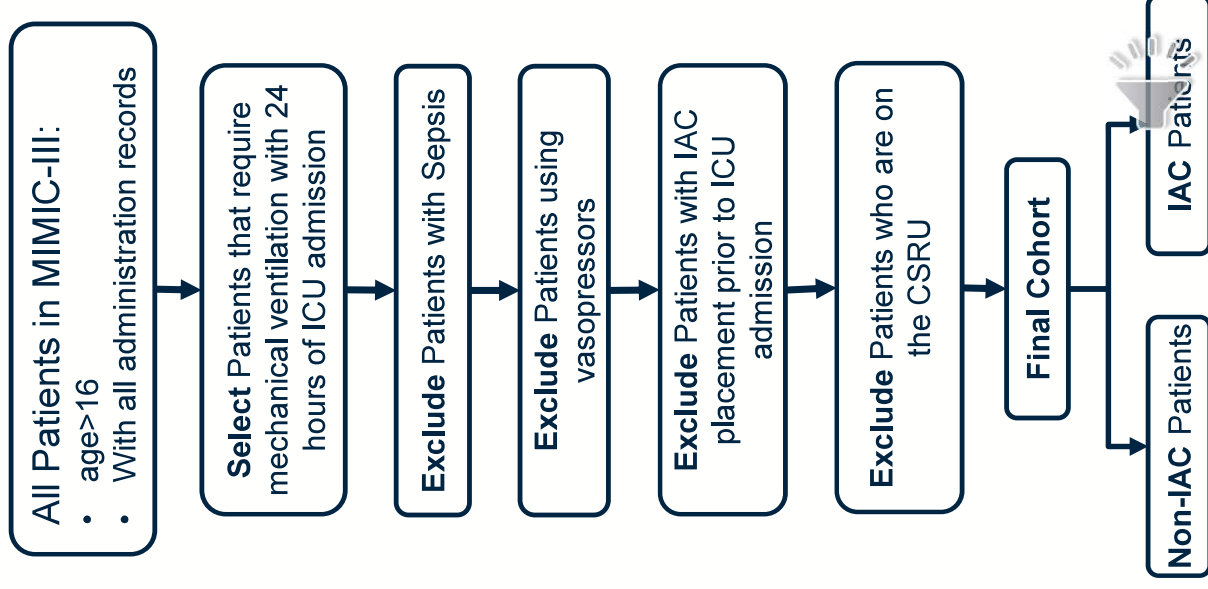 All Patients in MIMIC-III:
• age>16
• With all administration records
Select Patients that require
mechanical ventilation with 24
hours of ICU admission
Exclude Patients with Sepsis
Exclude Patients using
vasopressors
Exclude Patients with IAC
placement prior to ICU
admission
Exclude Patients who are on
the CSRU
Final Cohort
Non-IAC Patients
IAC Patients